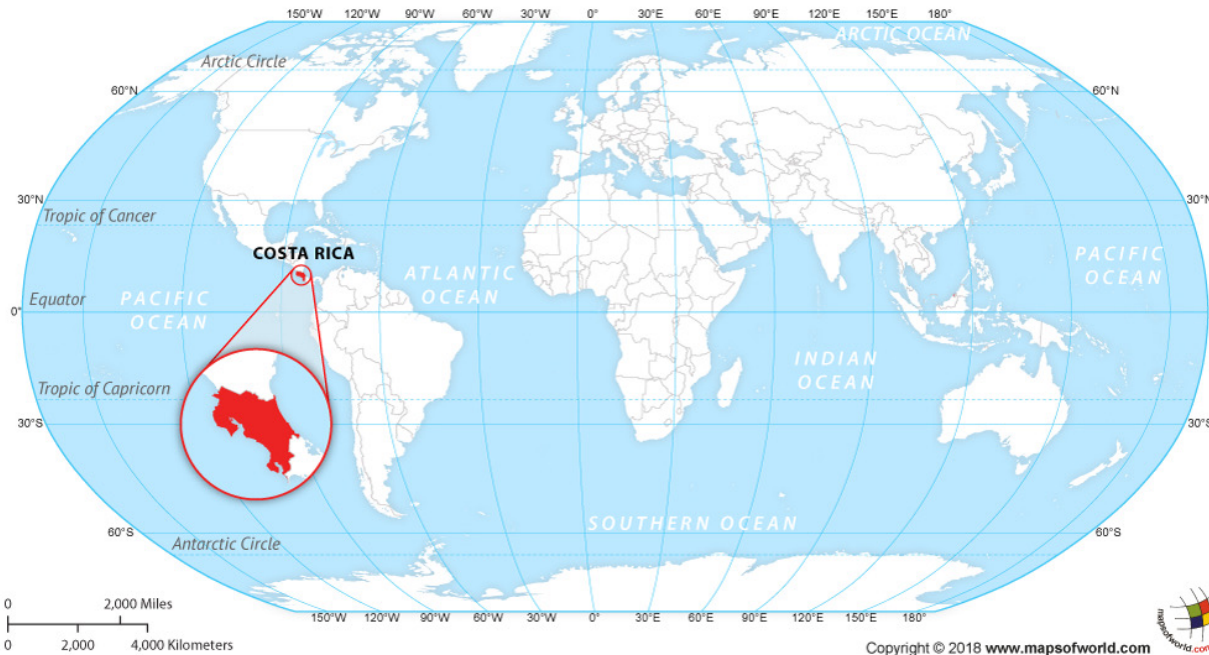 150°W 120°W 90°W 60°W 30°W 0° 30°E 60°E 90°E 120°E 150°E 180°
ARCTIC OCEAN
Arctic Circle
60°N 60°N
30°N 30°N
Tropic of Cancer
COSTA RICA
ATLANTIC
OCEAN
PACIFIC
OCEAN
Equator
PACIFIC
OCEAN
0° 0°
INDIAN
OCEAN
Tropic of Capricorn
30°S 30°S
SOUTHERN OCEAN
60°S 60°S
Antarctic Circle
0 2,000 Miles
0 2,000 4,000 Kilometers
150°W 120°W 90°W 60°W 30°W 0° 30°E 60°E 90°E 120°E 150°E 180°
Copyright © 2018 www.mapsofworld.com
mapsofworld.com